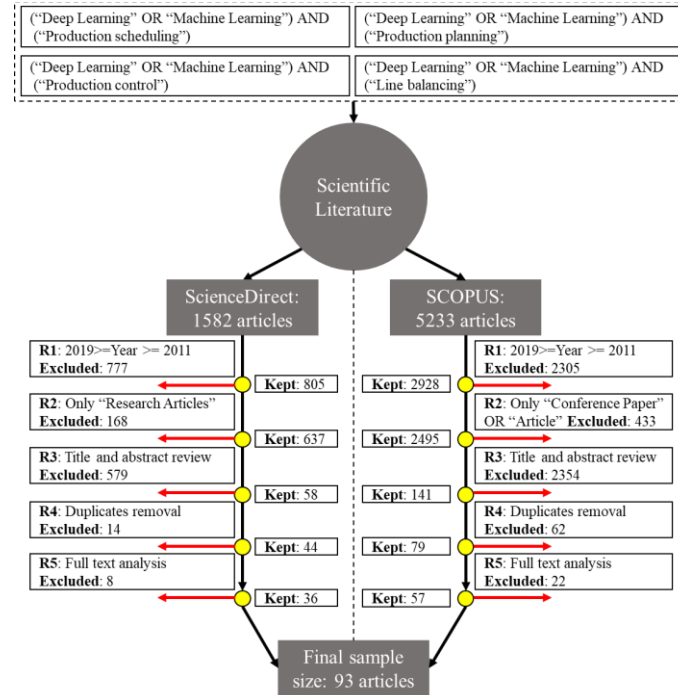 (“Deep Learning” OR “Machine Learning”) AND
(“Production scheduling”)
(“Deep Learning” OR “Machine Learning”) AND
(“Production planning”)
(“Deep Learning” OR “Machine Learning”) AND
(“Production control”)
(“Deep Learning” OR “Machine Learning”) AND
(“Line balancing”)
Scientific
Literature
ScienceDirect:
1582 articles
SCOPUS:
5233 articles
R1: 2019>=Year >= 2011
Excluded: 777
Kept: 805
R2: Only “Research Articles”
Excluded: 168
Kept: 637
R3: Title and abstract review
Excluded: 579
Kept: 58
R4: Duplicates removal
Excluded: 14
Kept: 44
R5: Full text analysis
Excluded: 8
Kept: 36
R1: 2019>=Year >= 2011
Excluded: 2305
Kept: 2928
R2: Only “Conference Paper”
OR “Article” Excluded: 433
Kept: 2495
R3: Title and abstract review
Excluded: 2354
Kept: 141
R4: Duplicates removal
Excluded: 62
Kept: 79
R5: Full text analysis
Excluded: 22
Kept: 57
Final sample
size: 93 articles